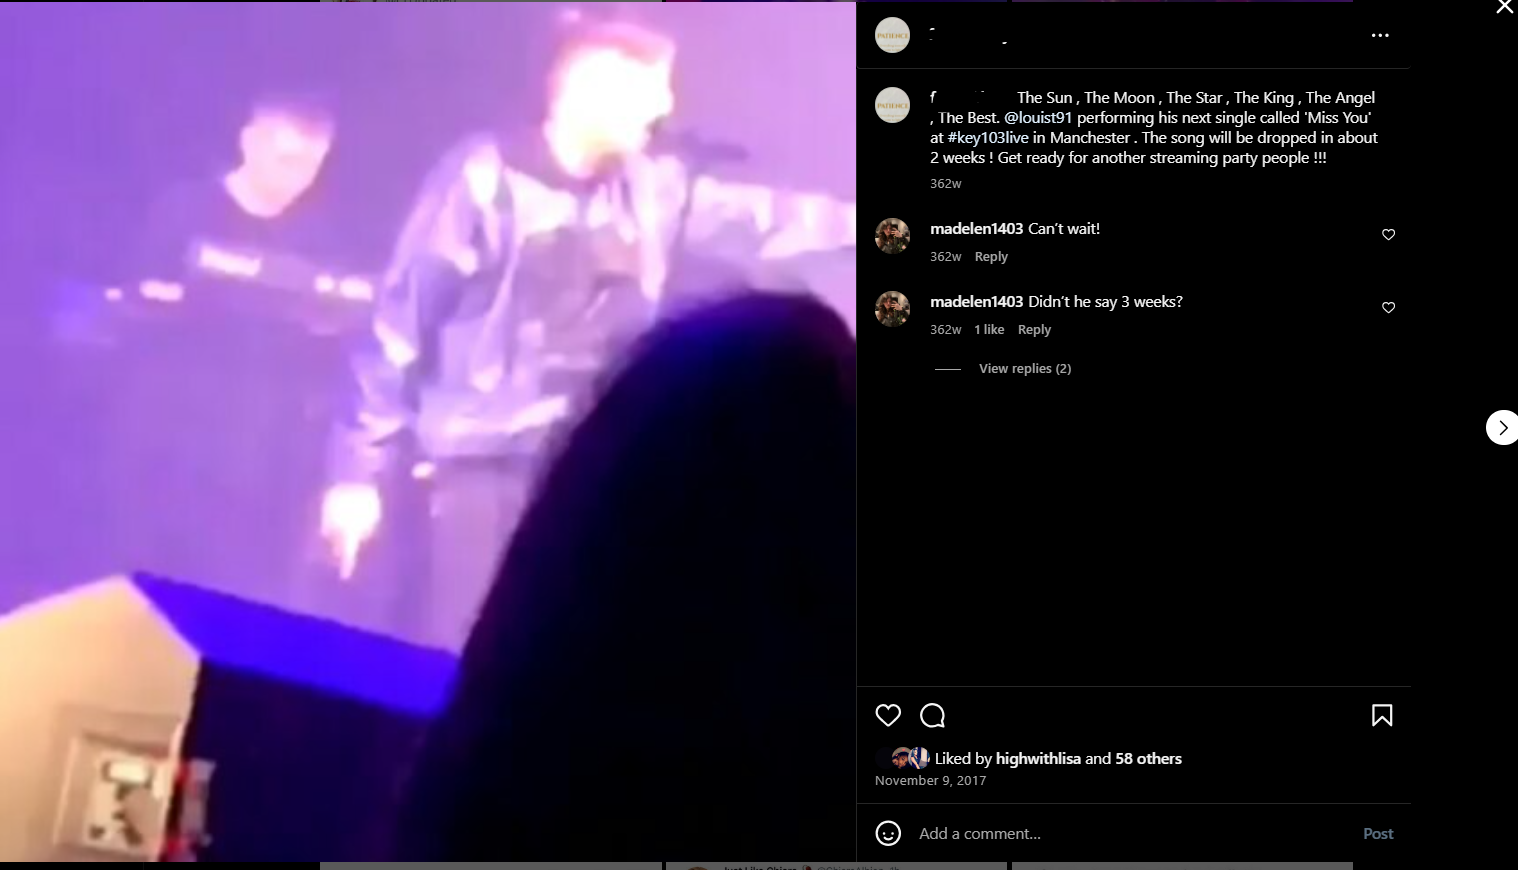 PATIENCE
PATIENCE
The Sun , The Moon , The Star , The King , The Angel
, The Best. @louist91 performing his next single called 'Miss You'
at #key103live in Manchester . The song will be dropped in about
2 weeks ! Get ready for another streaming party people !!!
362w
madelen1403 Can't wait!
362w Reply
madelen1403 Didn't he say 3 weeks?
362w 1 like Reply
View replies (2)
Liked by highwithlisa and 58 others
November 9, 2017
Add a comment...
Post